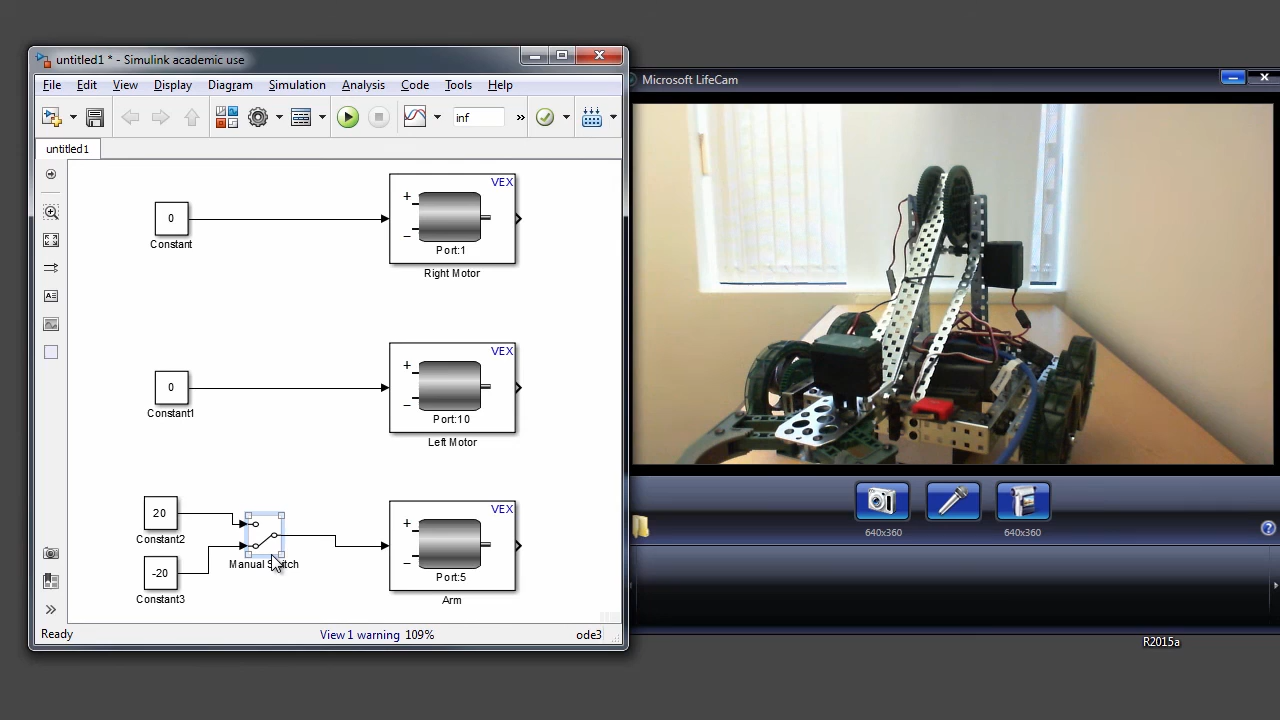 untitled1 * - Simulink academic use
File Edit View Display Diagram Simulation Analysis Code Tools Help
inf
»
untitled1
0
Constant
VEX
+
−
Port:1
Right Motor
0
Constant1
VEX
+
−
Port:10
Left Motor
20
Constant2
-20
Constant3
Manual Switch
VEX
+
−
Port:5
Arm
Ready
View 1 warning 109%
ode3
Microsoft LifeCam
640x360
640x360
R2015a